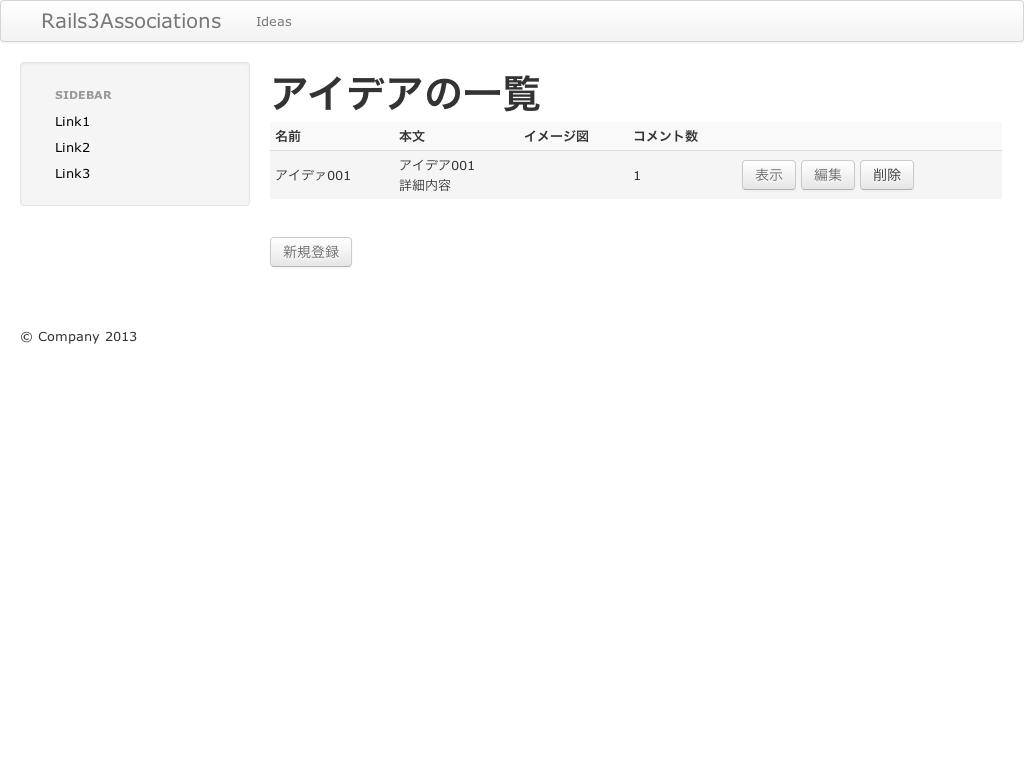 Rails3Associations Ideas
SIDEBAR
Link1
Link2
Link3
アイデアの一覧
名前 本文 イメージ図 コメント数
アイデァ001 アイデア001 1 表示 編集 削除
詳細内容
新規登録
© Company 2013